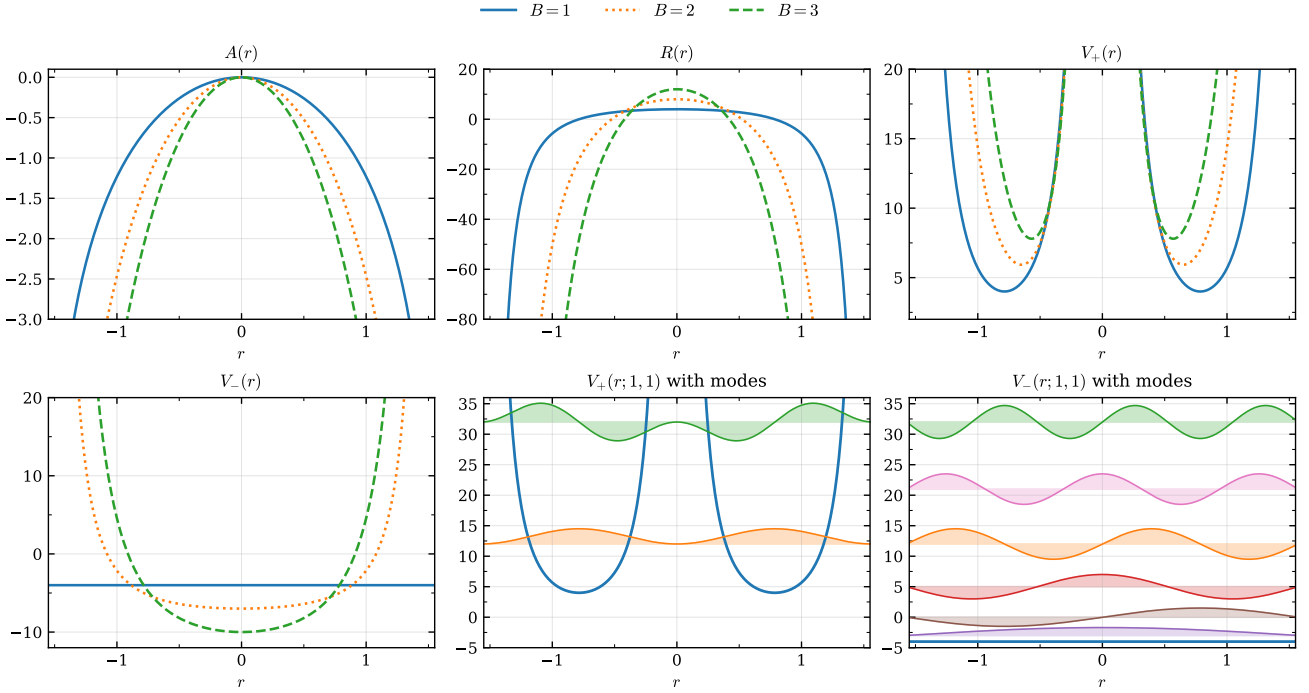 B = 1 B = 2 B = 3
A(r)
0.0
−0.5
−1.0
−1.5
−2.0
−2.5
−3.0
−1 0 1
r
R(r)
20
0
−20
−40
−60
−80
−1 0 1
r
V₊(r)
20
15
10
5
−1 0 1
r
V₋(r)
20
10
0
−10
−1 0 1
r
V₊(r; 1, 1) with modes
35
30
25
20
15
10
5
0
−5
−1 0 1
r
V₋(r; 1, 1) with modes
35
30
25
20
15
10
5
0
−5
−1 0 1
r